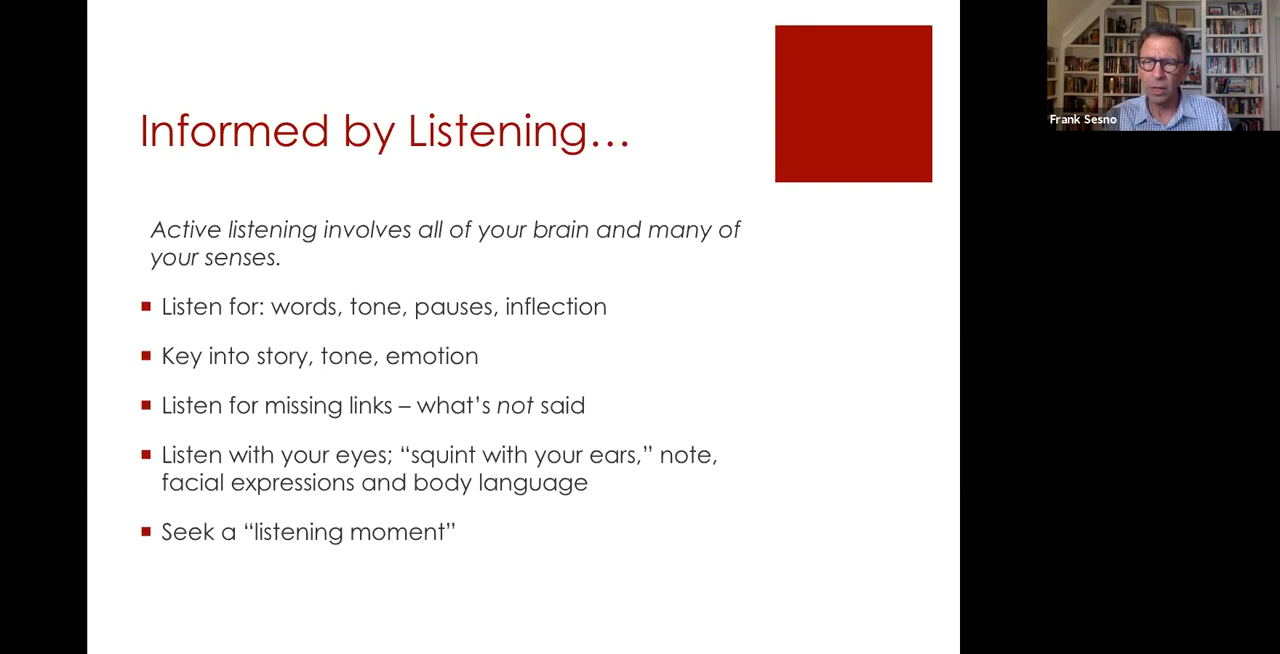 Informed by Listening…
Frank Sesno
Active listening involves all of your brain and many of
your senses.
Listen for: words, tone, pauses, inflection
Key into story, tone, emotion
Listen for missing links – what’s not said
Listen with your eyes; “squint with your ears,” note,
facial expressions and body language
Seek a “listening moment”